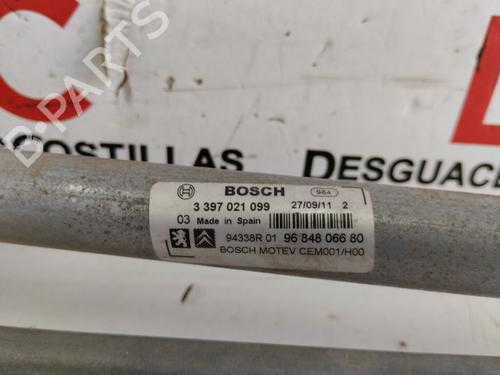 B-PARTS
COSTILLAS
DESGUACE
BOSCH 984
3 397 021 099 27/09/11 2
03 Made in Spain
94338R 01 96 848 066 80
BOSCH MOTEV CEM001/H00